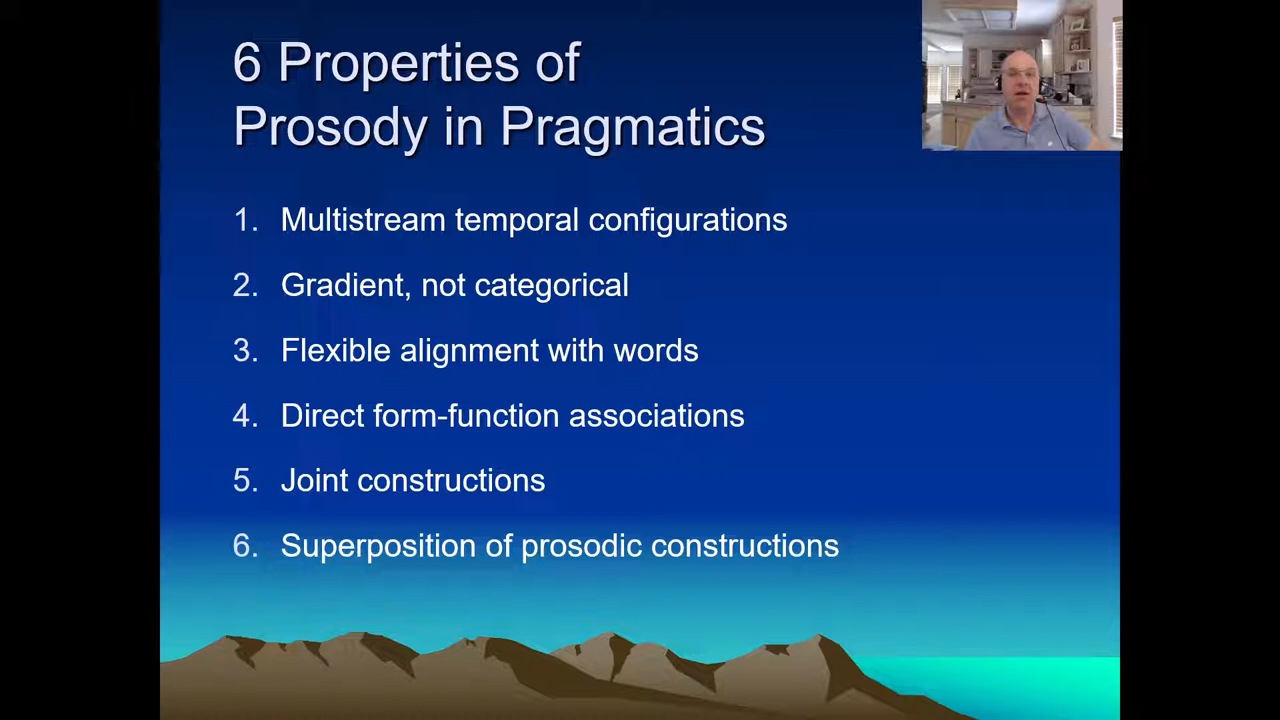 6 Properties of
Prosody in Pragmatics
1. Multistream temporal configurations
2. Gradient, not categorical
3. Flexible alignment with words
4. Direct form-function associations
5. Joint constructions
6. Superposition of prosodic constructions